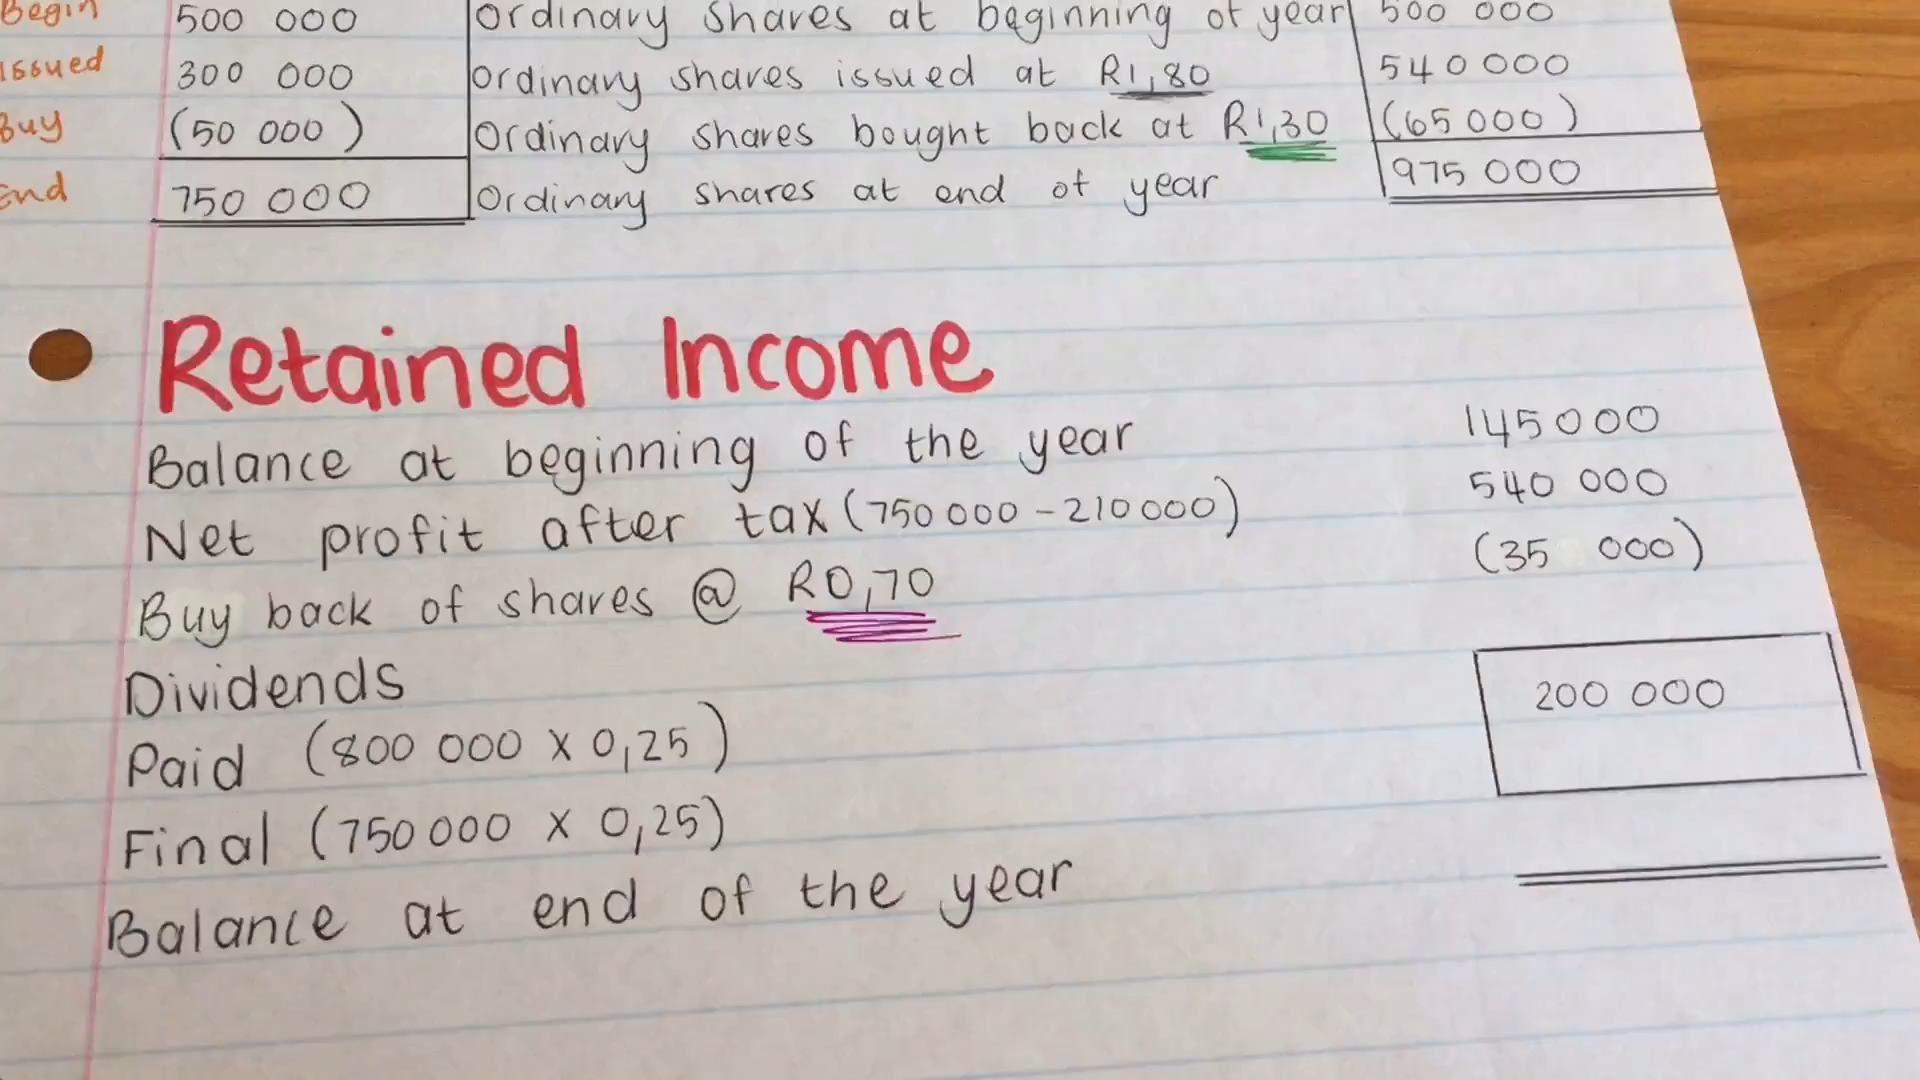 Begin 500 000 Ordinary shares at beginning of year 500 000
Issued 300 000 Ordinary shares issued at R1,80 540 000
Buy (50 000) Ordinary shares bought back at R1,30 (65 000)
End 750 000 Ordinary shares at end of year 975 000
Retained Income
Balance at beginning of the year 145 000
Net profit after tax (750 000 - 210 000) 540 000
Buy back of shares @ R0,70 (35 000)
Dividends
Paid (800 000 x 0,25) 200 000
Final (750 000 x 0,25)
Balance at end of the year